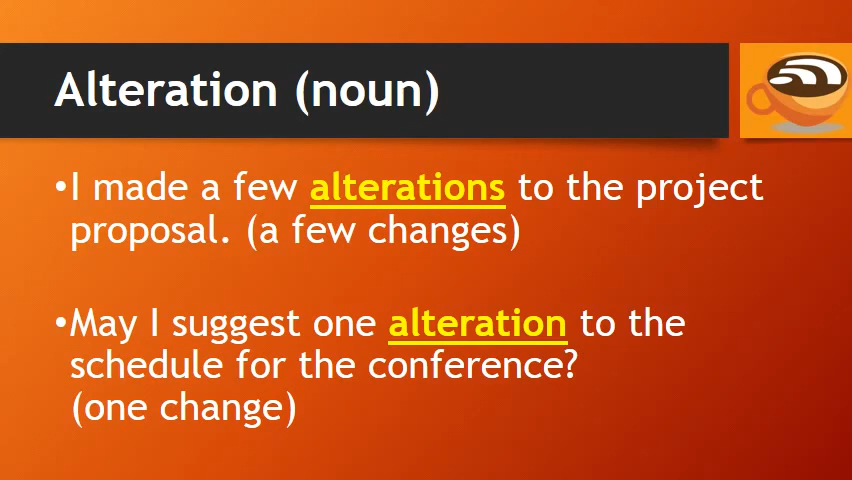 Alteration (noun)
•I made a few alterations to the project
proposal. (a few changes)
•May I suggest one alteration to the
schedule for the conference?
(one change)